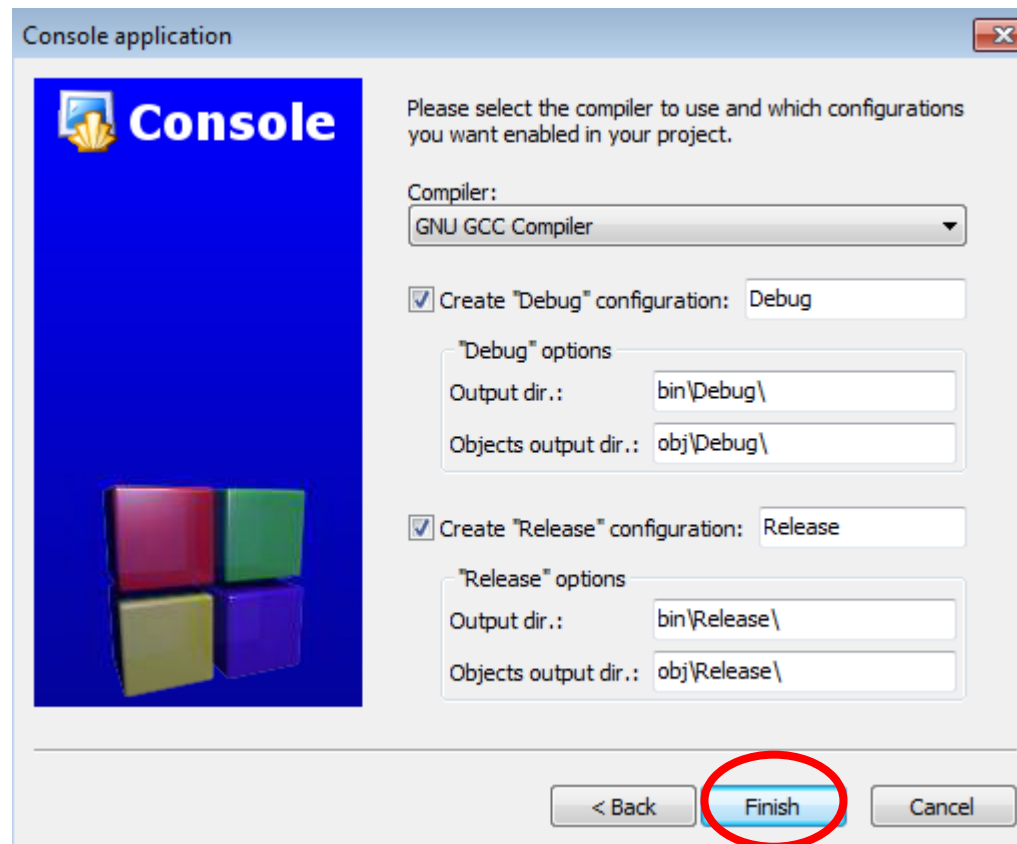 Console application
Console
Please select the compiler to use and which configurations
you want enabled in your project.
Compiler:
GNU GCC Compiler
Create "Debug" configuration: Debug
"Debug" options
Output dir.: bin\Debug\
Objects output dir.: obj\Debug\
Create "Release" configuration: Release
"Release" options
Output dir.: bin\Release\
Objects output dir.: obj\Release\
< Back Finish Cancel